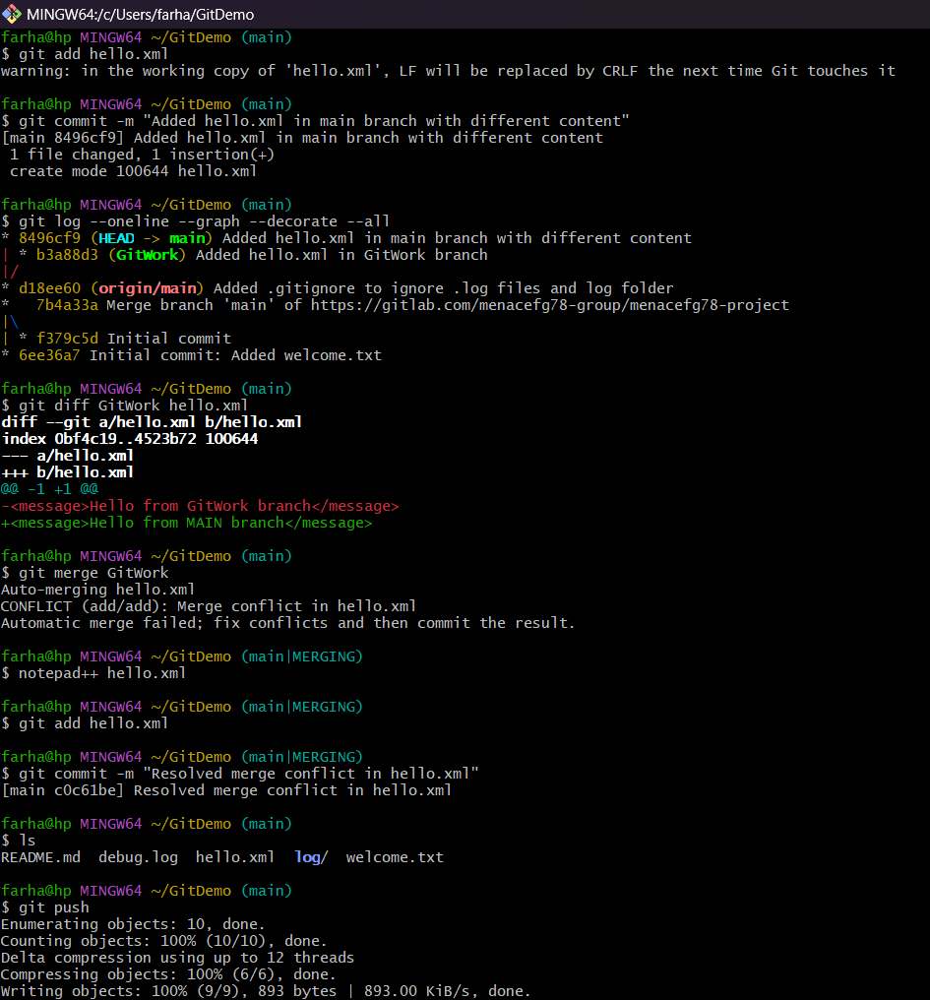 MINGW64:/c/Users/farha/GitDemo
farha@hp MINGW64 ~/GitDemo (main)
$ git add hello.xml
warning: in the working copy of 'hello.xml', LF will be replaced by CRLF the next time Git touches it
farha@hp MINGW64 ~/GitDemo (main)
$ git commit -m "Added hello.xml in main branch with different content"
[main 8496cf9] Added hello.xml in main branch with different content
 1 file changed, 1 insertion(+)
 create mode 100644 hello.xml
farha@hp MINGW64 ~/GitDemo (main)
$ git log --oneline --graph --decorate --all
* 8496cf9 (HEAD -> main) Added hello.xml in main branch with different content
| * b3a88d3 (GitWork) Added hello.xml in GitWork branch
|/
* d18ee60 (origin/main) Added .gitignore to ignore .log files and log folder
*   7b4a33a Merge branch 'main' of https://gitlab.com/menacefg78-group/menacefg78-project
|\
| * f379c5d Initial commit
* 6ee36a7 Initial commit: Added welcome.txt
farha@hp MINGW64 ~/GitDemo (main)
$ git diff GitWork hello.xml
diff --git a/hello.xml b/hello.xml
index 0bf4c19..4523b72 100644
--- a/hello.xml
+++ b/hello.xml
@@ -1 +1 @@
-<message>Hello from GitWork branch</message>
+<message>Hello from MAIN branch</message>
farha@hp MINGW64 ~/GitDemo (main)
$ git merge GitWork
Auto-merging hello.xml
CONFLICT (add/add): Merge conflict in hello.xml
Automatic merge failed; fix conflicts and then commit the result.
farha@hp MINGW64 ~/GitDemo (main|MERGING)
$ notepad++ hello.xml
farha@hp MINGW64 ~/GitDemo (main|MERGING)
$ git add hello.xml
farha@hp MINGW64 ~/GitDemo (main|MERGING)
$ git commit -m "Resolved merge conflict in hello.xml"
[main c0c61be] Resolved merge conflict in hello.xml
farha@hp MINGW64 ~/GitDemo (main)
$ ls
README.md  debug.log  hello.xml  log/  welcome.txt
farha@hp MINGW64 ~/GitDemo (main)
$ git push
Enumerating objects: 10, done.
Counting objects: 100% (10/10), done.
Delta compression using up to 12 threads
Compressing objects: 100% (6/6), done.
Writing objects: 100% (9/9), 893 bytes | 893.00 KiB/s, done.